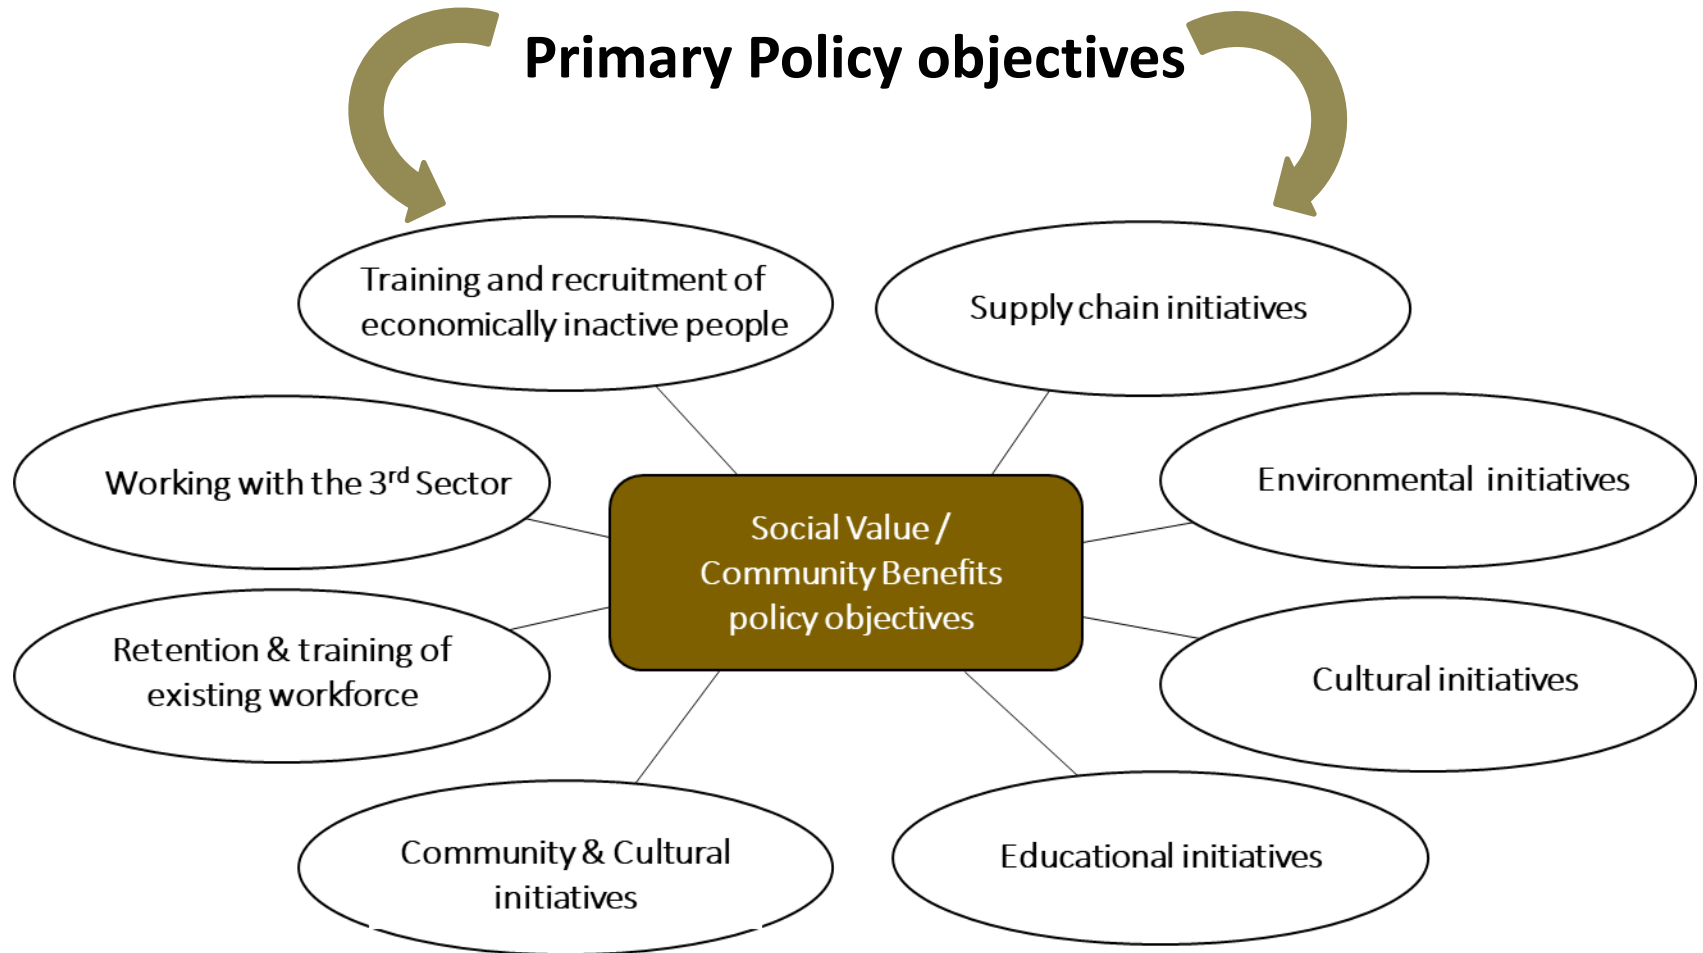 Primary Policy objectives
Training and recruitment of
economically inactive people
Supply chain initiatives
Working with the 3rd Sector
Environmental initiatives
Social Value /
Community Benefits
policy objectives
Retention & training of
existing workforce
Cultural initiatives
Community & Cultural
initiatives
Educational initiatives